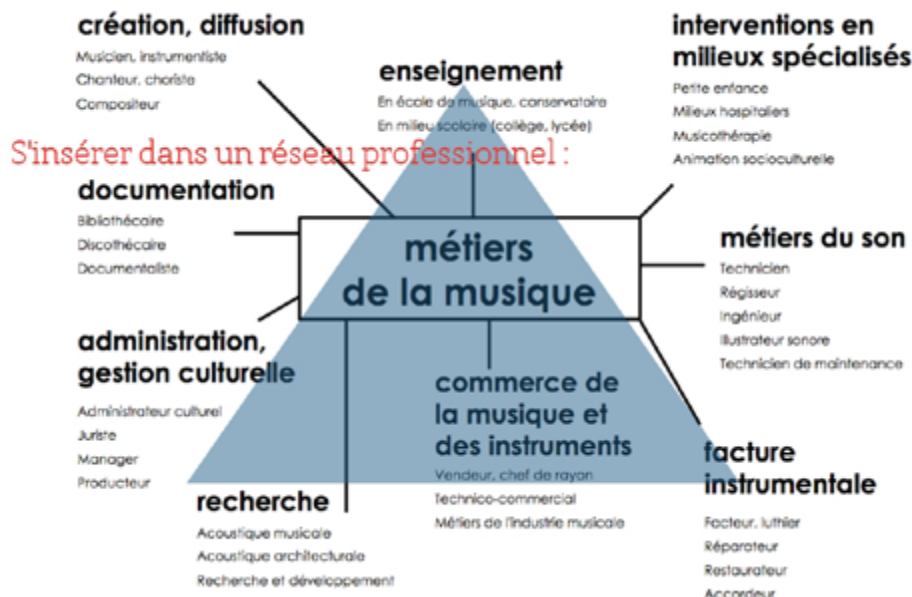 création, diffusion
Musicien, instrumentiste
Chanteur, choriste
Compositeur
enseignement
En école de musique, conservatoire
En milieu scolaire (collège, lycée)
interventions en
milieux spécialisés
Petite enfance
Milieux hospitaliers
Musicothérapie
Animation socioculturelle
S'insérer dans un réseau professionnel :
documentation
Bibliothécaire
Discothécaire
Documentaliste
métiers
de la musique
métiers du son
Technicien
Régisseur
Ingénieur
Illustrateur sonore
Technicien de maintenance
administration,
gestion culturelle
Administrateur culturel
Juriste
Manager
Producteur
commerce de
la musique et
des instruments
Vendeur, chef de rayon
Technico-commercial
Métiers de l'industrie musicale
recherche
Acoustique musicale
Acoustique architecturale
Recherche et développement
facture
instrumentale
Facteur, luthier
Réparateur
Restaurateur
Accordeur